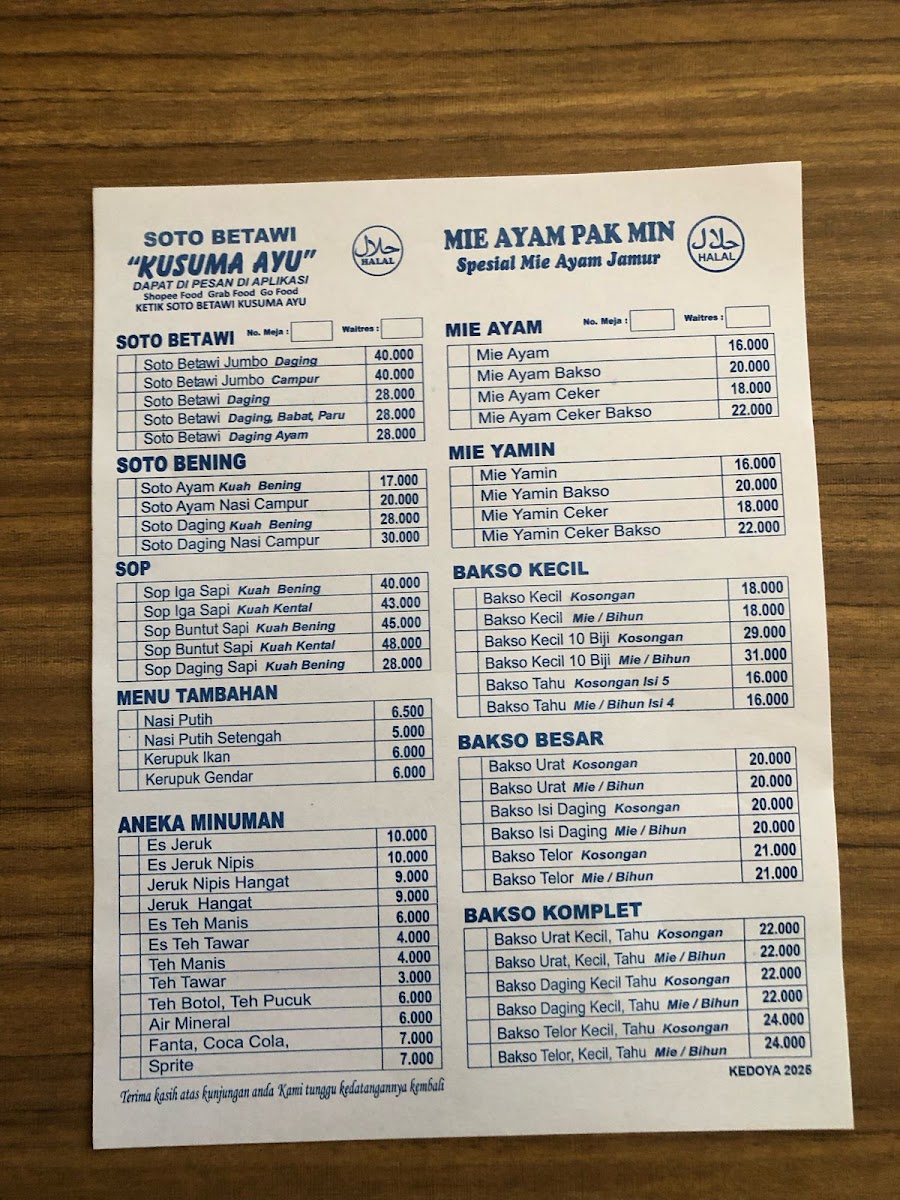 SOTO BETAWI
"KUSUMA AYU"
DAPAT DI PESAN DI APLIKASI
Shopee Food Grab Food Go Food
KETIK SOTO BETAWI KUSUMA AYU
حلال
HALAL
SOTO BETAWI No. Meja : Waitres :
Soto Betawi Jumbo Daging 40.000
Soto Betawi Jumbo Campur 40.000
Soto Betawi Daging 28.000
Soto Betawi Daging, Babat, Paru 28.000
Soto Betawi Daging Ayam 28.000
SOTO BENING
Soto Ayam Kuah Bening 17.000
Soto Ayam Nasi Campur 20.000
Soto Daging Kuah Bening 28.000
Soto Daging Nasi Campur 30.000
SOP
Sop Iga Sapi Kuah Bening 40.000
Sop Iga Sapi Kuah Kental 43.000
Sop Buntut Sapi Kuah Bening 45.000
Sop Buntut Sapi Kuah Kental 48.000
Sop Daging Sapi Kuah Bening 28.000
MENU TAMBAHAN
Nasi Putih 6.500
Nasi Putih Setengah 5.000
Kerupuk Ikan 6.000
Kerupuk Gendar 6.000
ANEKA MINUMAN
Es Jeruk 10.000
Es Jeruk Nipis 10.000
Jeruk Nipis Hangat 9.000
Jeruk Hangat 9.000
Es Teh Manis 6.000
Es Teh Tawar 4.000
Teh Manis 4.000
Teh Tawar 3.000
Teh Botol, Teh Pucuk 6.000
Air Mineral 6.000
Fanta, Coca Cola, 7.000
Sprite 7.000
Terima kasih atas kunjungan anda Kami tunggu kedatangannya kembali
MIE AYAM PAK MIN
Spesial Mie Ayam Jamur
حلال
HALAL
MIE AYAM No. Meja : Waitres :
Mie Ayam 16.000
Mie Ayam Bakso 20.000
Mie Ayam Ceker 18.000
Mie Ayam Ceker Bakso 22.000
MIE YAMIN
Mie Yamin 16.000
Mie Yamin Bakso 20.000
Mie Yamin Ceker 18.000
Mie Yamin Ceker Bakso 22.000
BAKSO KECIL
Bakso Kecil Kosongan 18.000
Bakso Kecil Mie / Bihun 18.000
Bakso Kecil 10 Biji Kosongan 29.000
Bakso Kecil 10 Biji Mie / Bihun 31.000
Bakso Tahu Kosongan Isi 5 16.000
Bakso Tahu Mie / Bihun Isi 4 16.000
BAKSO BESAR
Bakso Urat Kosongan 20.000
Bakso Urat Mie / Bihun 20.000
Bakso Isi Daging Kosongan 20.000
Bakso Isi Daging Mie / Bihun 20.000
Bakso Telor Kosongan 21.000
Bakso Telor Mie / Bihun 21.000
BAKSO KOMPLET
Bakso Urat Kecil, Tahu Kosongan 22.000
Bakso Urat, Kecil, Tahu Mie / Bihun 22.000
Bakso Daging Kecil Tahu Kosongan 22.000
Bakso Daging Kecil, Tahu Mie / Bihun 22.000
Bakso Telor Kecil, Tahu Kosongan 24.000
Bakso Telor, Kecil, Tahu Mie / Bihun 24.000
KEDOYA 2025